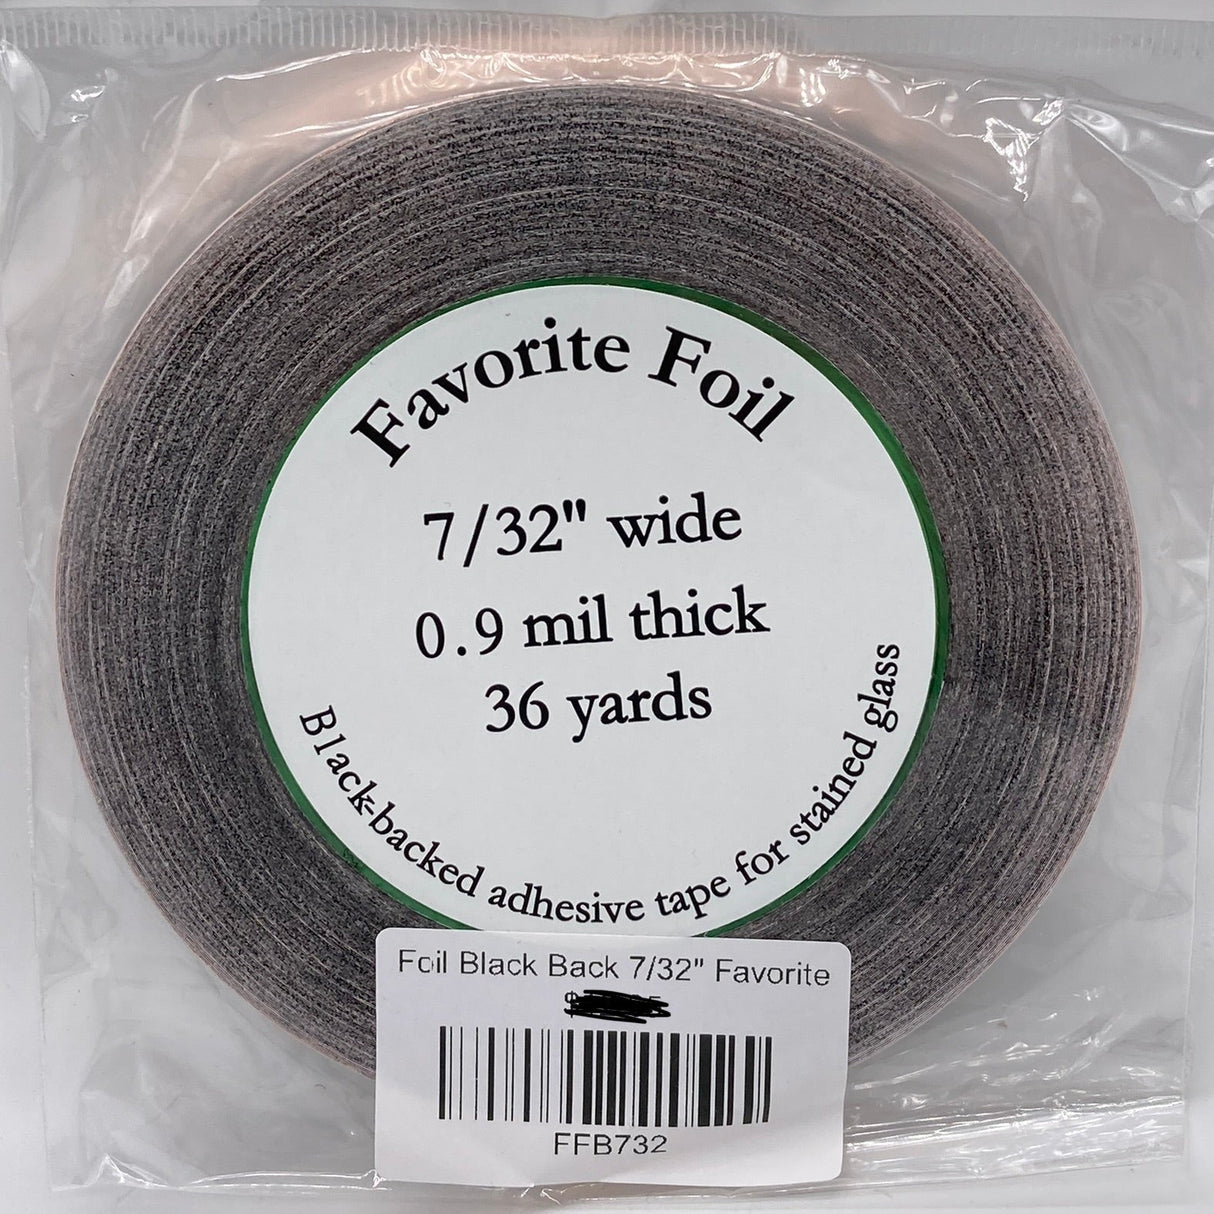 Favorite Foil
7/32" wide
0.9 mil thick
36 yards
Black-backed adhesive tape for stained glass
Foil Black Back 7/32" Favorite
FFB732